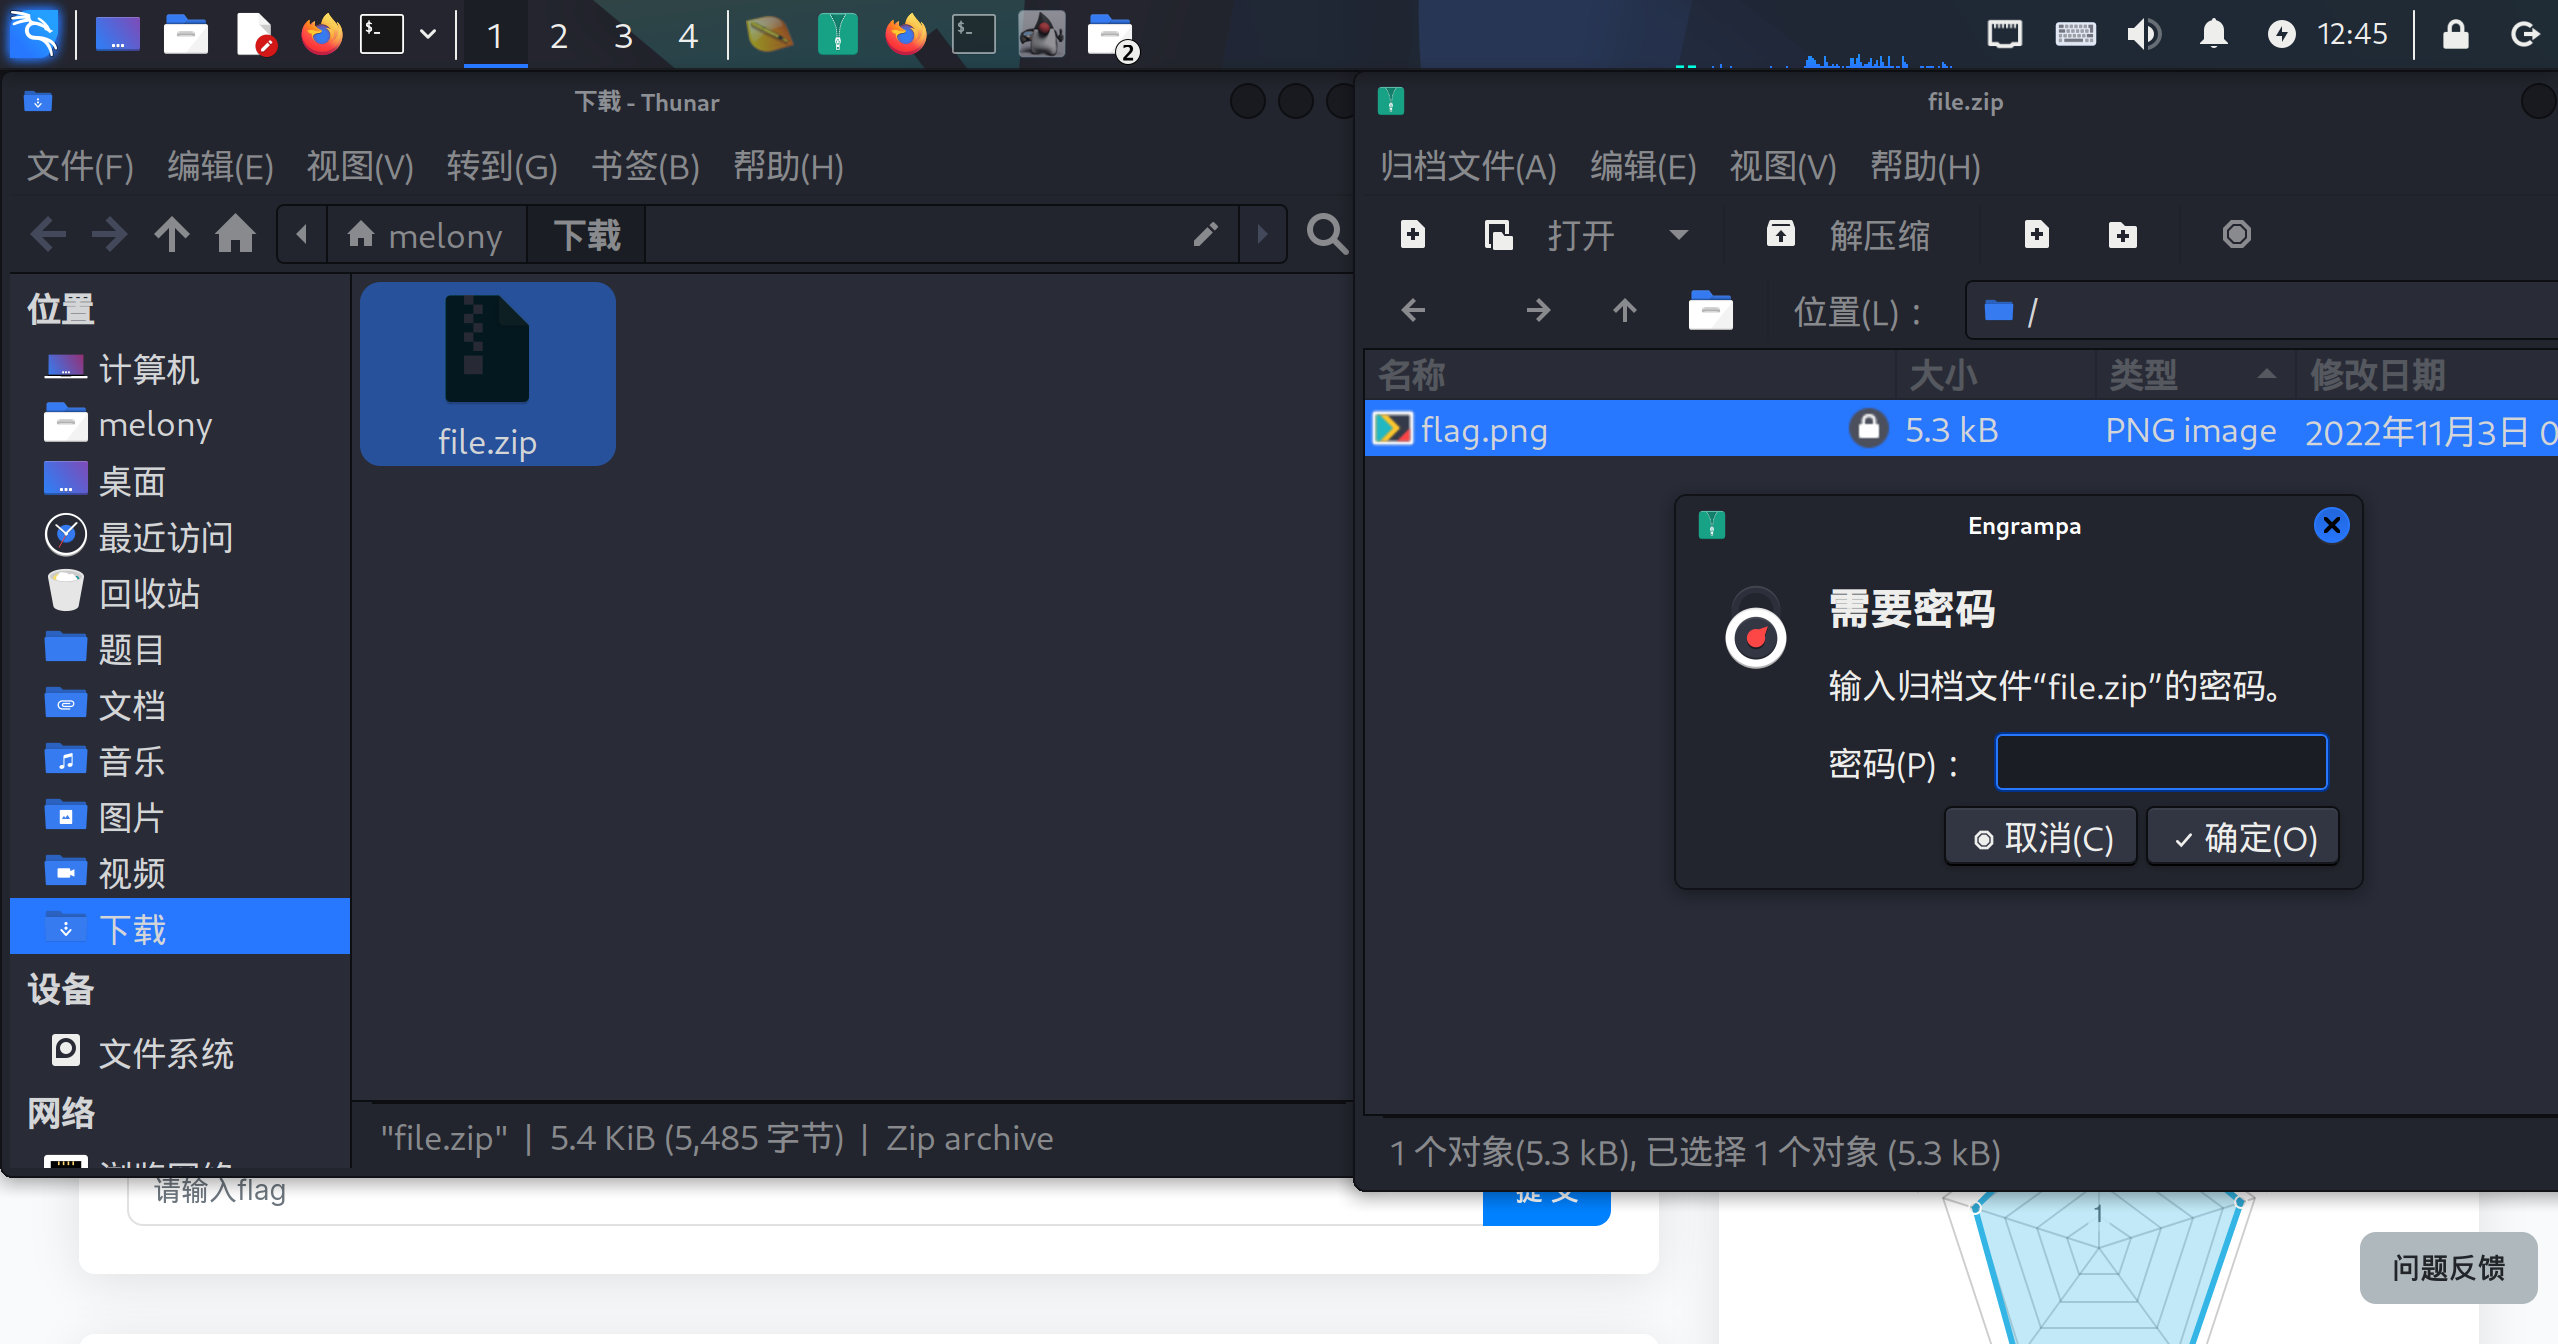 1 2 3 4
2
12:45
下载 - Thunar
文件(F) 编辑(E) 视图(V) 转到(G) 书签(B) 帮助(H)
melony 下载
位置
计算机
melony
桌面
最近访问
回收站
题目
文档
音乐
图片
视频
下载
设备
文件系统
网络
浏览网络
file.zip
"file.zip" | 5.4 KiB (5,485 字节) | Zip archive
file.zip
归档文件(A) 编辑(E) 视图(V) 帮助(H)
打开 解压缩
位置(L)： /
名称 大小 类型 修改日期
flag.png 5.3 kB PNG image 2022年11月3日 0
Engrampa
需要密码
输入归档文件“file.zip”的密码。
密码(P)：
取消(C) 确定(O)
1 个对象(5.3 kB), 已选择 1 个对象 (5.3 kB)
请输入flag
提 交
1
问题反馈